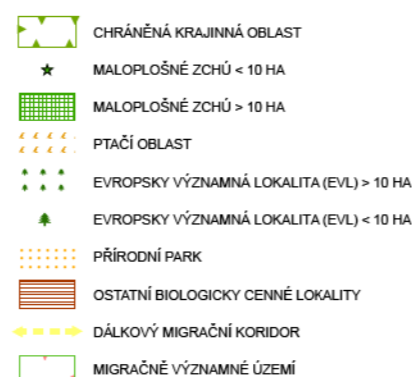 CHRÁNĚNÁ KRAJINNÁ OBLAST
MALOPLOŠNÉ ZCHÚ < 10 HA
MALOPLOŠNÉ ZCHÚ > 10 HA
PTAČÍ OBLAST
EVROPSKY VÝZNAMNÁ LOKALITA (EVL) > 10 HA
EVROPSKY VÝZNAMNÁ LOKALITA (EVL) < 10 HA
PŘÍRODNÍ PARK
OSTATNÍ BIOLOGICKY CENNÉ LOKALITY
DÁLKOVÝ MIGRAČNÍ KORIDOR
MIGRAČNĚ VÝZNAMNÉ ÚZEMÍ